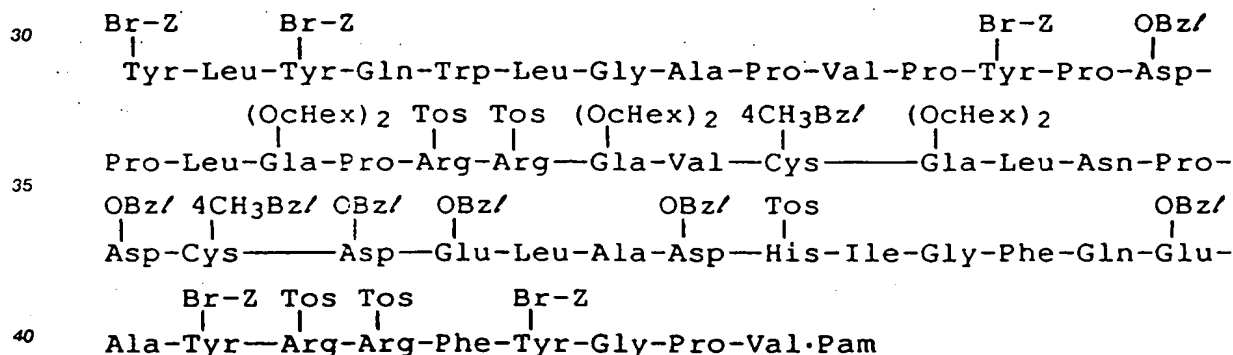 Br-Z Br-Z Br-Z OBzl
30
Tyr-Leu-Tyr-Gln-Trp-Leu-Gly-Ala-Pro-Val-Pro-Tyr-Pro-Asp-
(OcHex)2 Tos Tos (OcHex)2 4CH3Bzl (OcHex)2
Pro-Leu-Gla-Pro-Arg-Arg-Gla-Val-Cys-Gla-Leu-Asn-Pro-
35
OBzl 4CH3Bzl OBzl OBzl OBzl Tos OBzl
Asp-Cys-Asp-Glu-Leu-Ala-Asp-His-Ile-Gly-Phe-Gln-Glu-
Br-Z Tos Tos Br-Z
40
Ala-Tyr-Arg-Arg-Phe-Tyr-Gly-Pro-Val·Pam